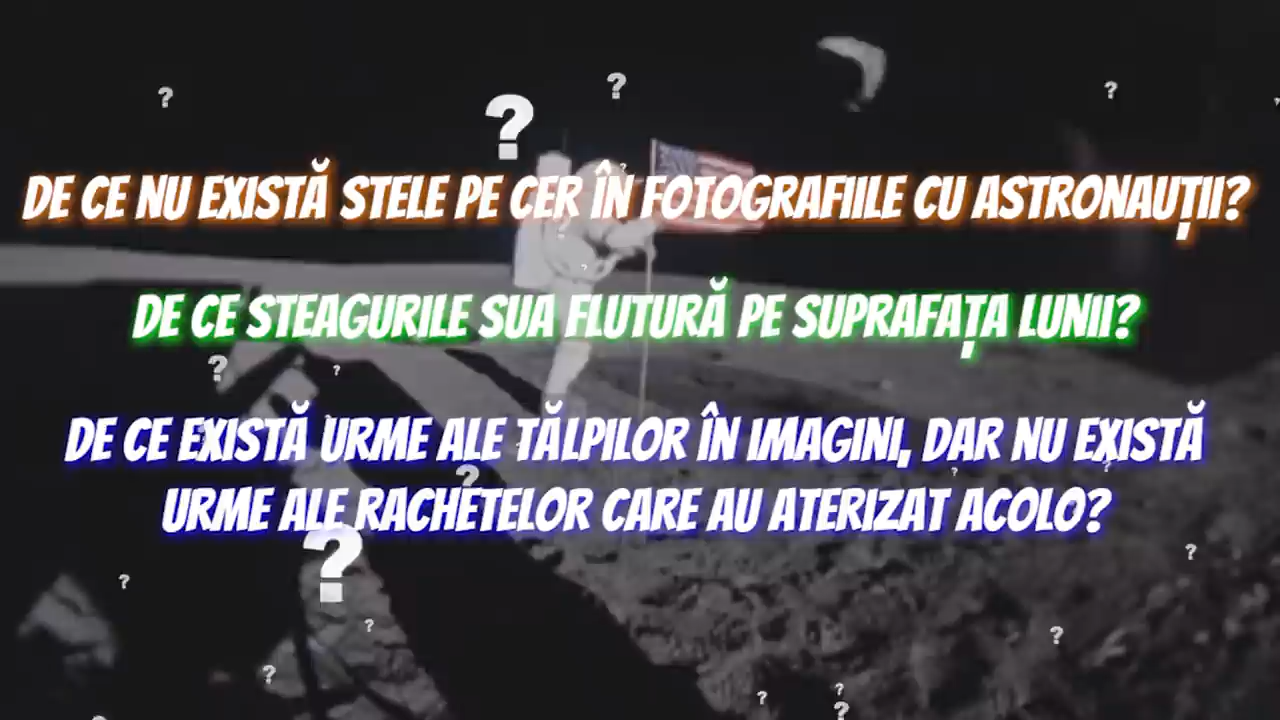 DE CE NU EXISTĂ STELE PE CER ÎN FOTOGRAFIILE CU ASTRONAUȚII?
DE CE STEAGURILE SUA FLUTURĂ PE SUPRAFAȚA LUNII?
DE CE EXISTĂ URME ALE TĂLPILOR ÎN IMAGINI, DAR NU EXISTĂ
URME ALE RACHETELOR CARE AU ATERIZAT ACOLO?